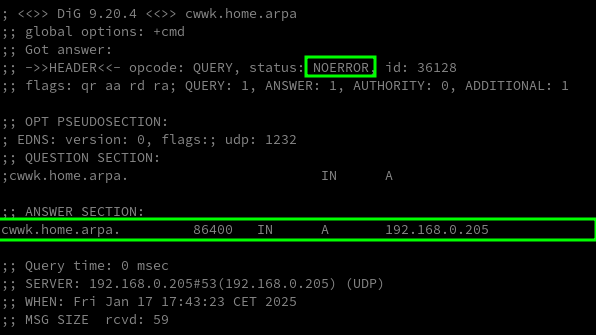 ; <<>> DiG 9.20.4 <<>> cwwk.home.arpa
;; global options: +cmd
;; Got answer:
;; ->>HEADER<<- opcode: QUERY, status: NOERROR, id: 36128
;; flags: qr aa rd ra; QUERY: 1, ANSWER: 1, AUTHORITY: 0, ADDITIONAL: 1
;; OPT PSEUDOSECTION:
; EDNS: version: 0, flags:; udp: 1232
;; QUESTION SECTION:
;cwwk.home.arpa. IN A
;; ANSWER SECTION:
cwwk.home.arpa. 86400 IN A 192.168.0.205
;; Query time: 0 msec
;; SERVER: 192.168.0.205#53(192.168.0.205) (UDP)
;; WHEN: Fri Jan 17 17:43:23 CET 2025
;; MSG SIZE rcvd: 59